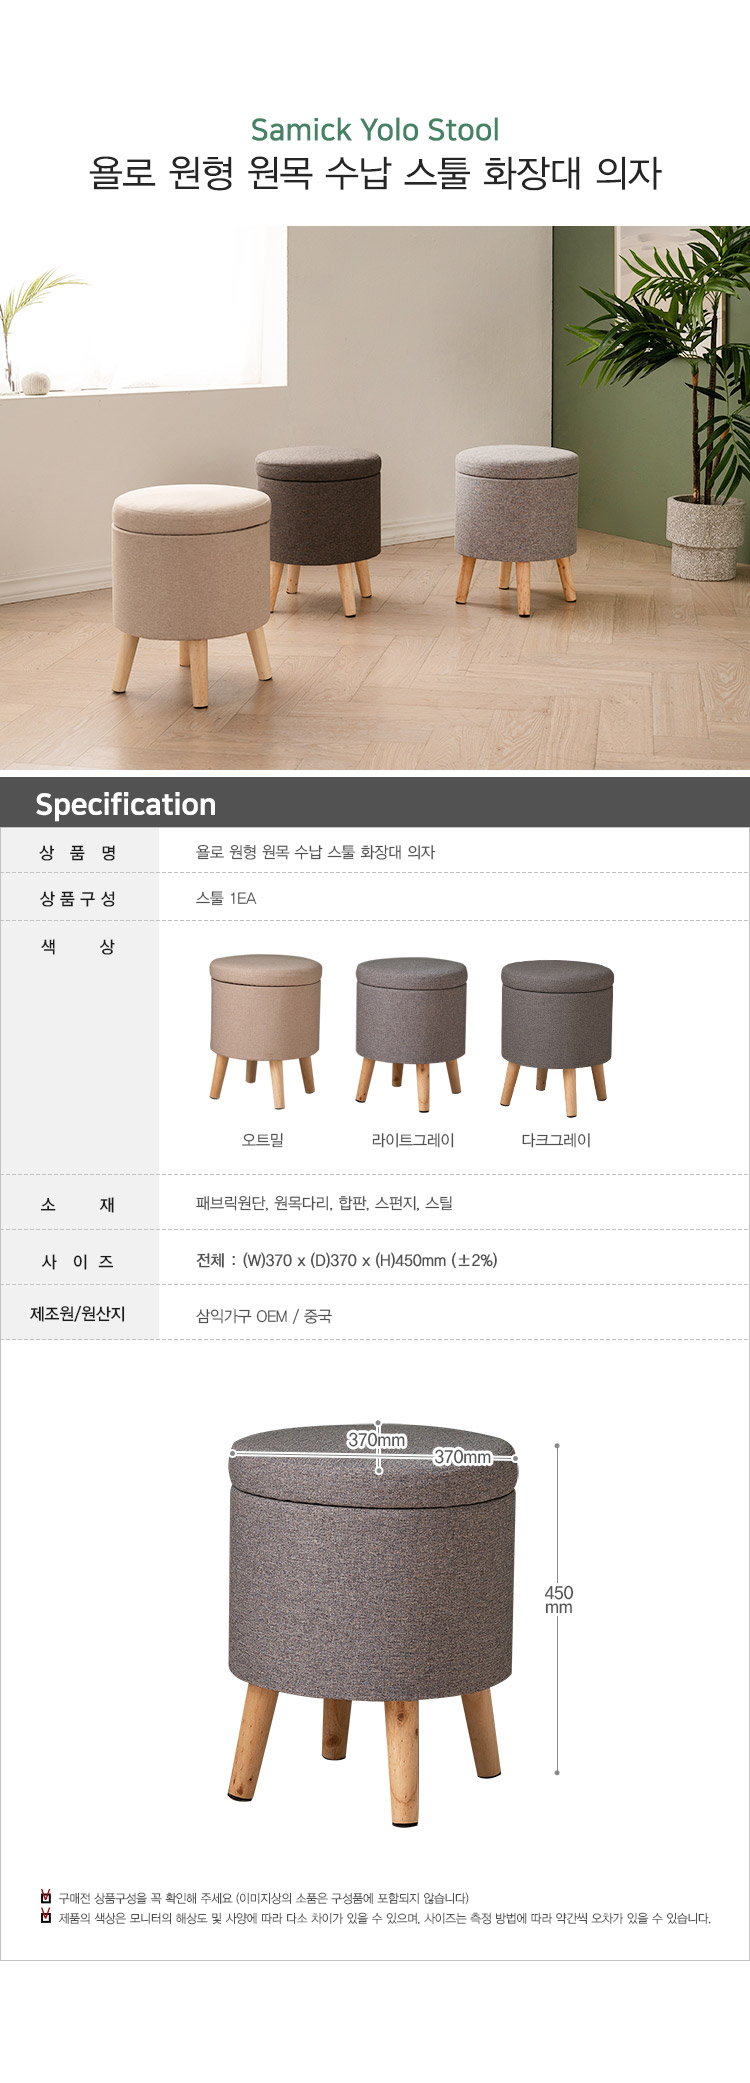 Samick Yolo Stool
욜로 원형 원목 수납 스툴 화장대 의자
Specification
상 품 명
욜로 원형 원목 수납 스툴 화장대 의자
상품구성
스툴 1EA
색 상
오트밀
라이트그레이
다크그레이
소 재
패브릭원단, 원목다리, 합판, 스펀지, 스틸
사 이 즈
전체 : (W)370 x (D)370 x (H)450mm (±2%)
제조원/원산지
삼익가구 OEM / 중국
370mm
370mm
450
mm
구매전 상품구성을 꼭 확인해 주세요 (이미지상의 소품은 구성품에 포함되지 않습니다)
제품의 색상은 모니터의 해상도 및 사양에 따라 다소 차이가 있을 수 있으며, 사이즈는 측정 방법에 따라 약간씩 오차가 있을 수 있습니다.